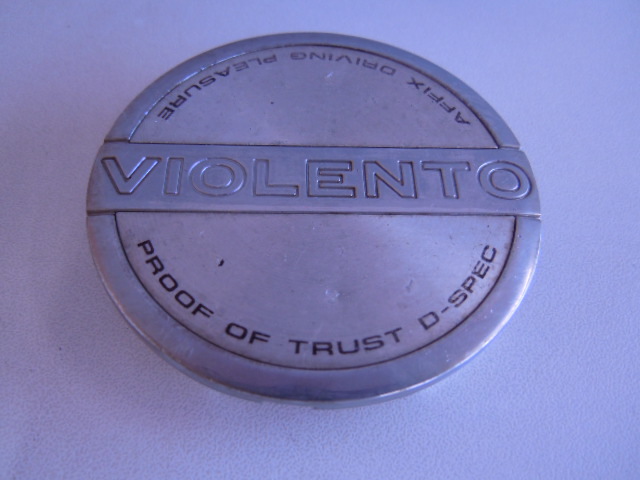 AFFIX DRIVING PLEASURE
VIOLENTO
PROOF OF TRUST D-SPEC